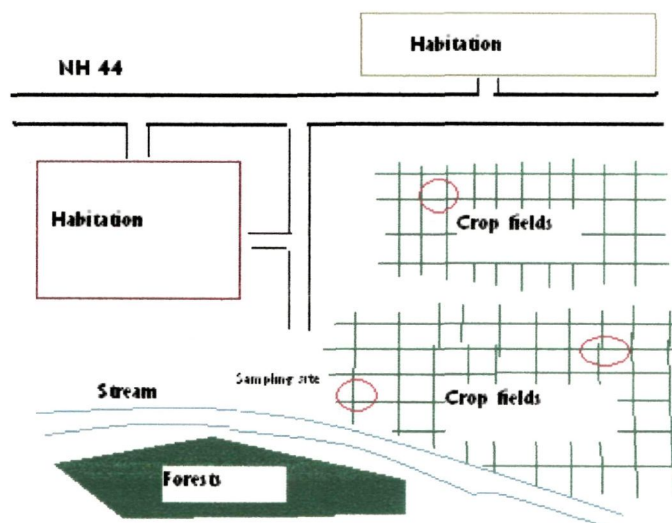 Habitation
NH 44
Habitation
Crop fields
Sampling site
Stream
Crop fields
Forests